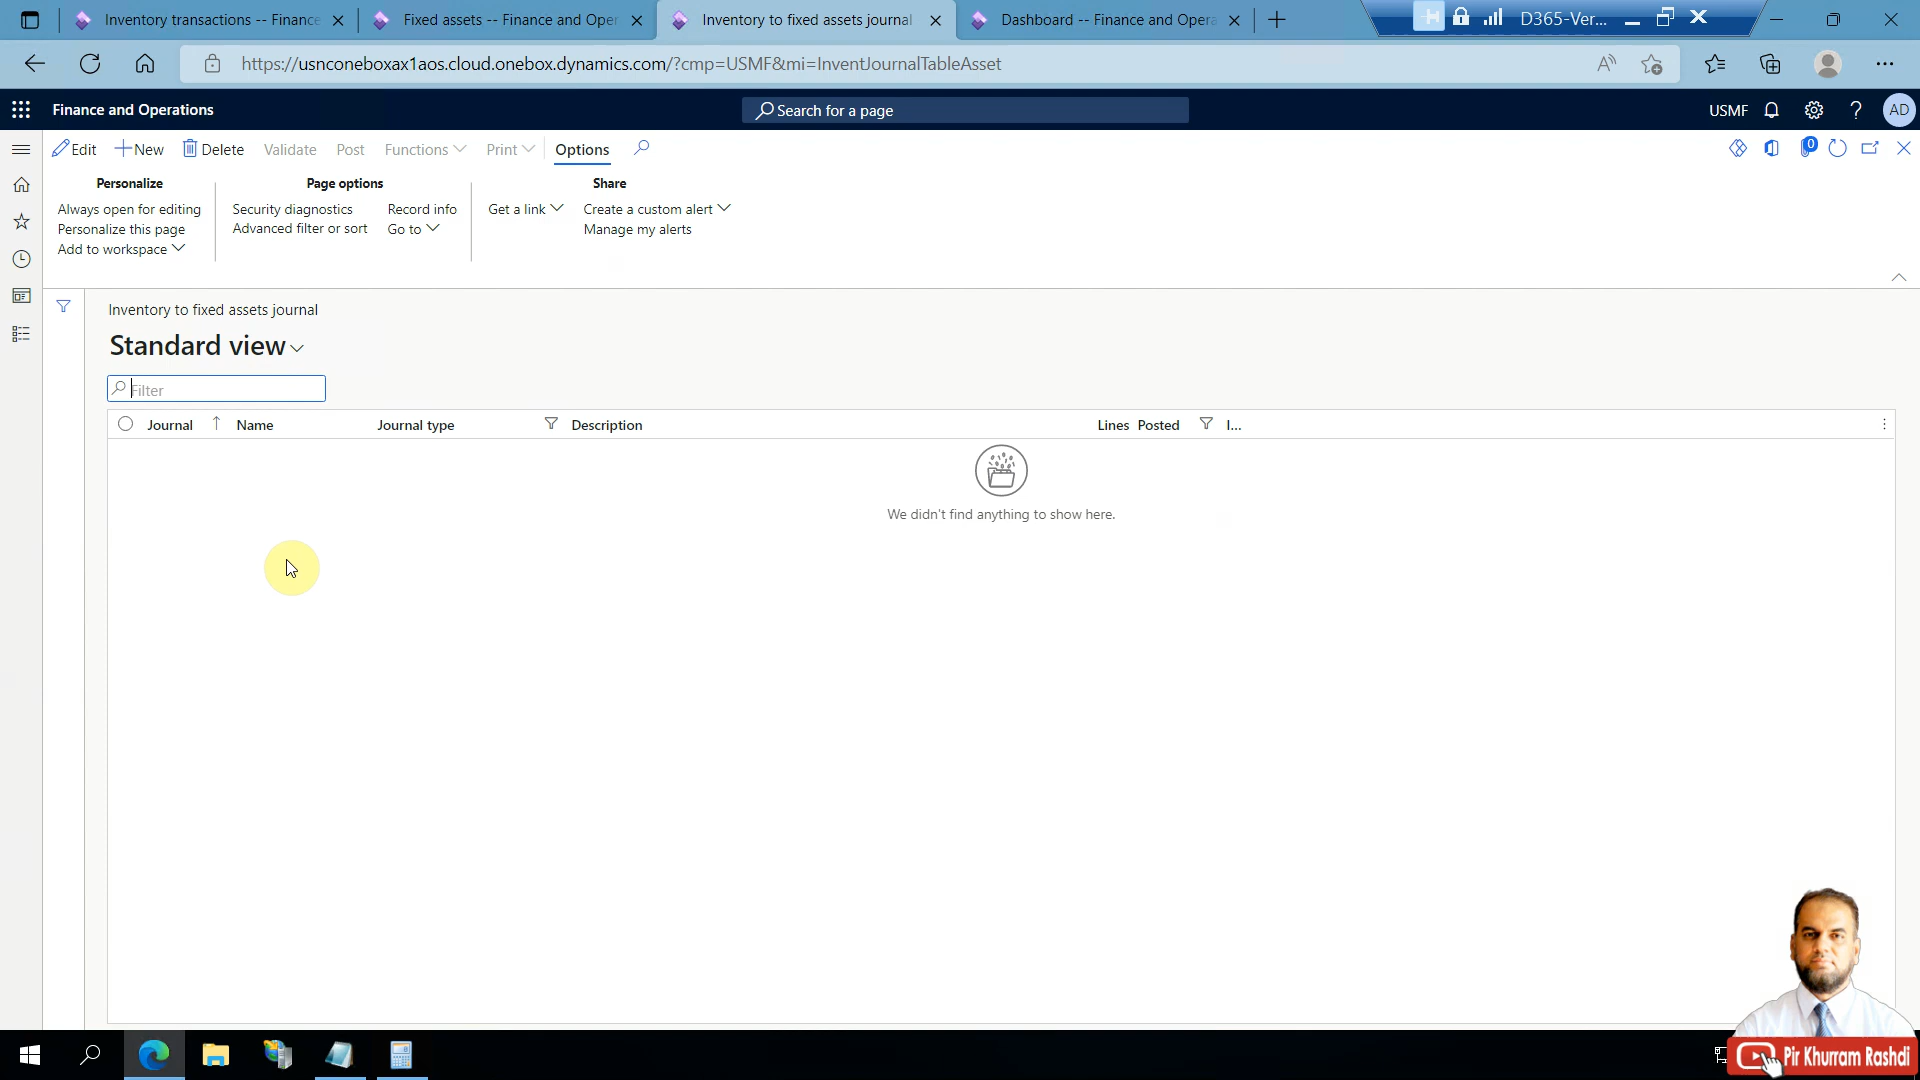 Inventory transactions -- Finance
Fixed assets -- Finance and Oper
Inventory to fixed assets journal
Dashboard -- Finance and Opera
D365-Ver...
https://usnconeboxax1aos.cloud.onebox.dynamics.com/?cmp=USMF&mi=InventJournalTableAsset
Finance and Operations
Search for a page
USMF
AD
Edit
New
Delete
Validate
Post
Functions
Print
Options
0
Personalize
Always open for editing
Personalize this page
Add to workspace
Page options
Security diagnostics
Advanced filter or sort
Record info
Go to
Share
Get a link
Create a custom alert
Manage my alerts
Inventory to fixed assets journal
Standard view
Filter
Journal
Name
Journal type
Description
Lines
Posted
I...
We didn't find anything to show here.
Pir Khurram Rashdi